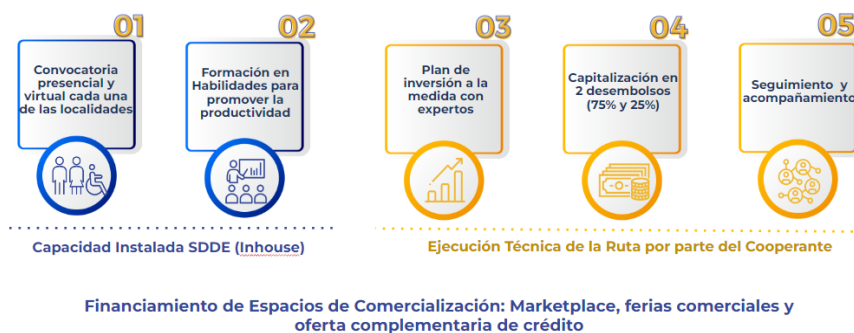 01
Convocatoria
presencial y
virtual cada una
de las localidades
02
Formación en
Habilidades para
promover la
productividad
03
Plan de
inversión a la
medida con
expertos
04
Capitalización en
2 desembolsos
(75% y 25%)
05
Seguimiento y
acompañamiento
Capacidad Instalada SDDE (Inhouse)
Ejecución Técnica de la Ruta por parte del Cooperante
Financiamiento de Espacios de Comercialización: Marketplace, ferias comerciales y
oferta complementaria de crédito